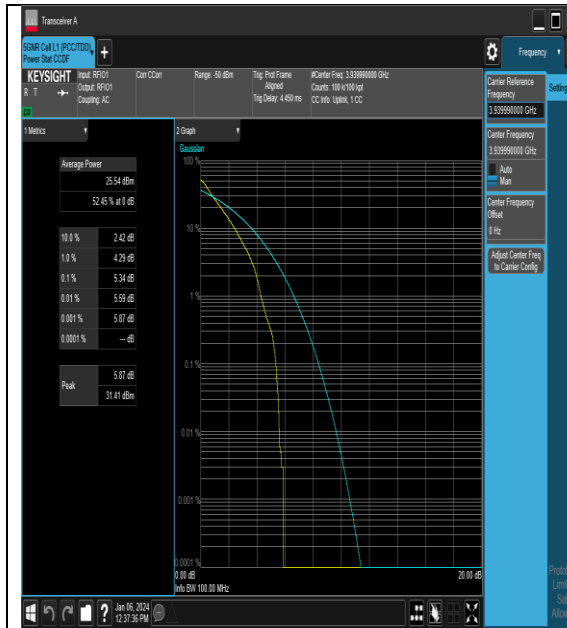 Transceiver A
5GNR Cell L1 (PCC/TDD),
Power Stat CCDF
+
Frequency
KEYSIGHT
R T
LV
Input: RFIO1
Output: RFIO1
Coupling: AC
Corr CCorr
Range: -50 dBm
Trig: Prot Frame
Aligned
Trig Delay: 4.450 ms
#Center Freq: 3.939990000 GHz
Counts: 100 k/100 kpt
CC Info: Uplink, 1 CC
Carrier Reference
Frequency
3.939990000 GHz
Setting
Center Frequency
3.939990000 GHz
Auto
Man
Center Frequency
Offset
0 Hz
Adjust Center Freq
to Carrier Config
1 Metrics
Average Power
25.54 dBm
52.45 % at 0 dB
10.0 % 2.42 dB
1.0 % 4.29 dB
0.1 % 5.34 dB
0.01 % 5.59 dB
0.001 % 5.87 dB
0.0001 % --- dB
Peak
5.87 dB
31.41 dBm
2 Graph
Gaussian
100 %
10 %
1 %
0.1 %
0.01 %
0.001 %
0.0001 %
0.00 dB
20.00 dB
Info BW 100.00 MHz
Protot
Limit
Sal
Allow
?
Jan 06, 2024
12:37:36 PM